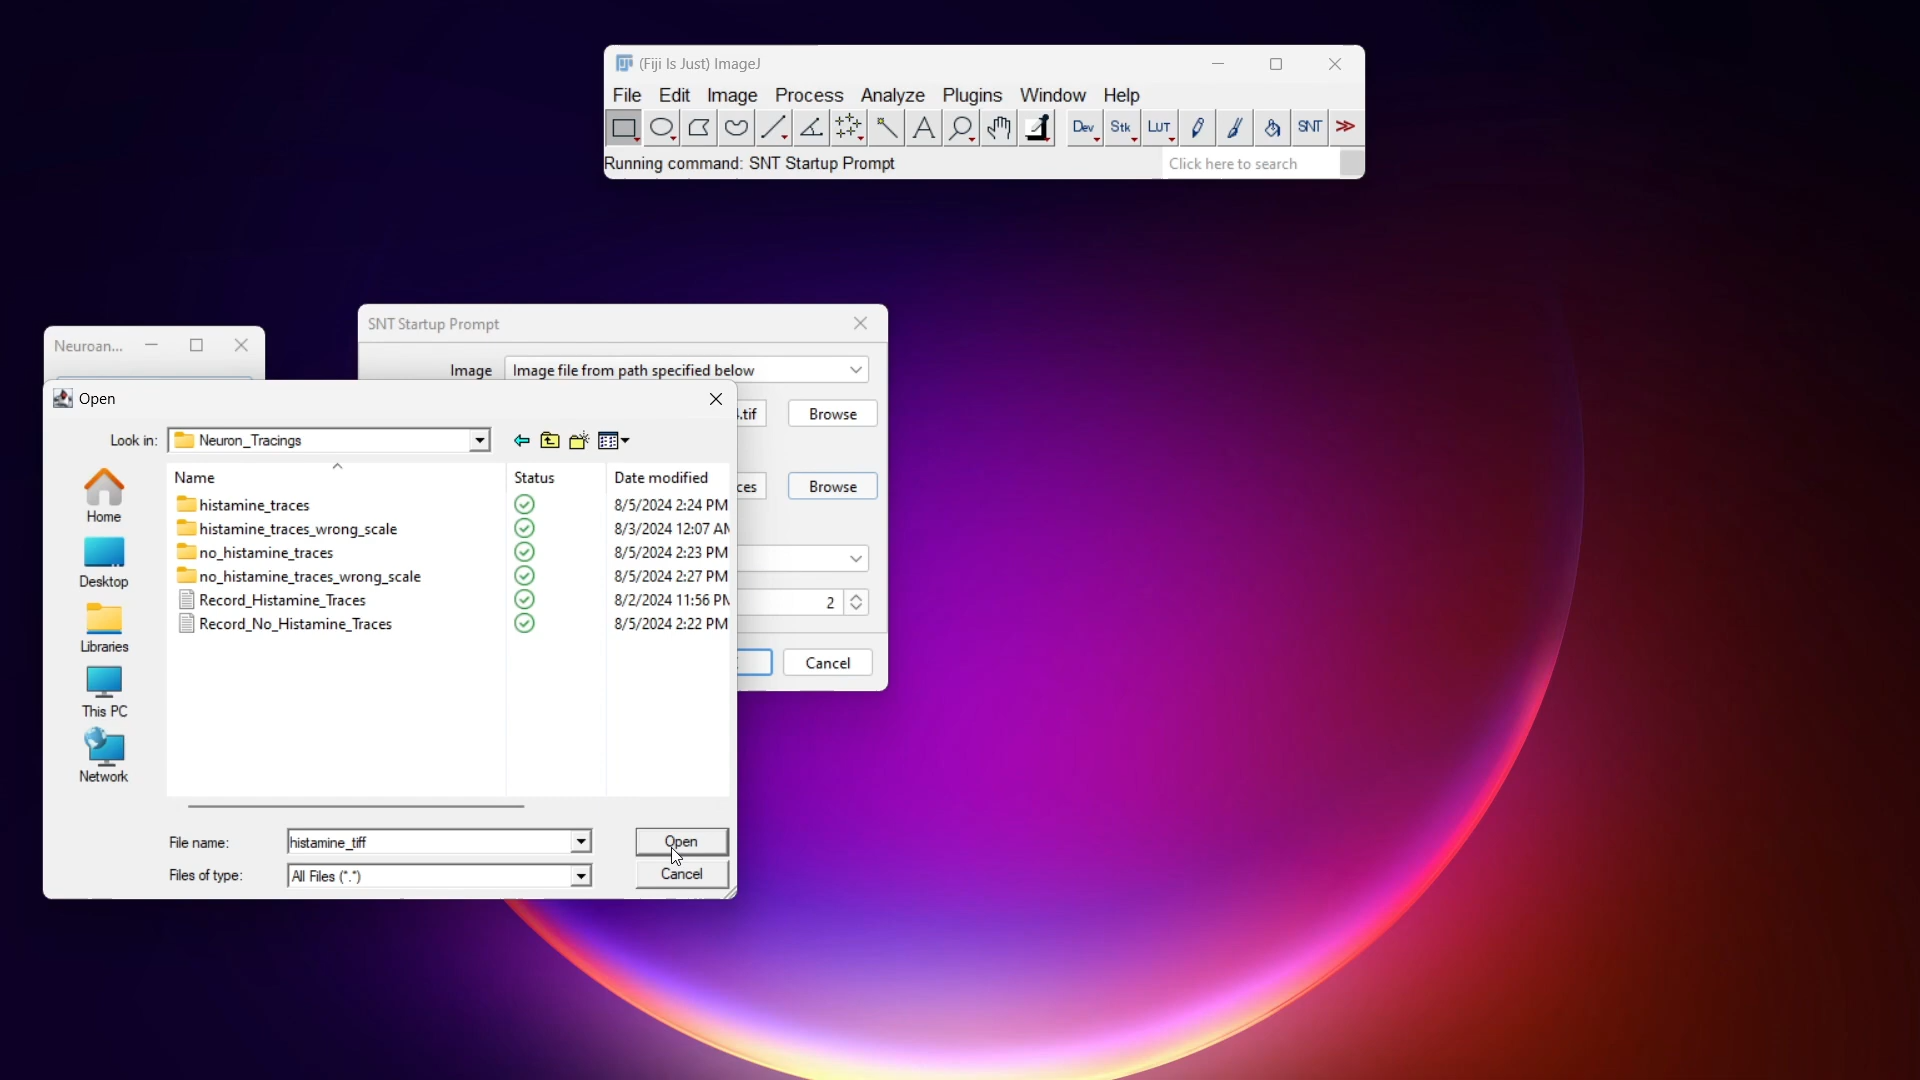 (Fiji Is Just) ImageJ
File Edit Image Process Analyze Plugins Window Help
Dev Stk LUT SNT
Running command: SNT Startup Prompt
Click here to search
SNT Startup Prompt
Neuroan...
Image Image file from path specified below
Open
.tif Browse
Look in: Neuron_Tracings
Name Status Date modified
ces Browse
histamine_traces 8/5/2024 2:24 PM
histamine_traces_wrong_scale 8/3/2024 12:07 AM
no_histamine_traces 8/5/2024 2:23 PM
no_histamine_traces_wrong_scale 8/5/2024 2:27 PM
Record_Histamine_Traces 8/2/2024 11:56 PM
2
Record_No_Histamine_Traces 8/5/2024 2:22 PM
Home
Desktop
Libraries
This PC
Network
Cancel
File name: histamine_tiff Open
Files of type: All Files (*.*) Cancel